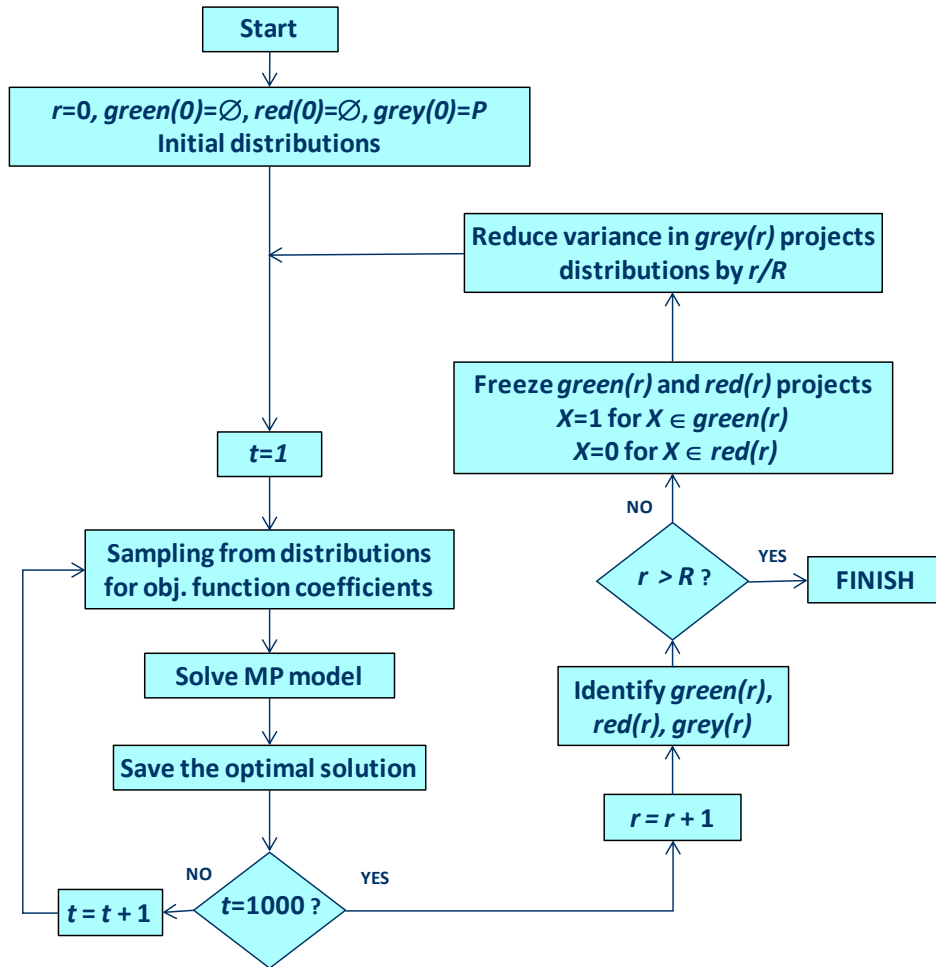 Start
r=0, green(0)=∅, red(0)=∅, grey(0)=P
Initial distributions
Reduce variance in grey(r) projects
distributions by r/R
Freeze green(r) and red(r) projects
X=1 for X ∈ green(r)
X=0 for X ∈ red(r)
t=1
NO
Sampling from distributions
for obj. function coefficients
r > R ?
YES
FINISH
Solve MP model
Identify green(r),
red(r), grey(r)
Save the optimal solution
r = r + 1
NO
YES
t = t + 1
t=1000 ?